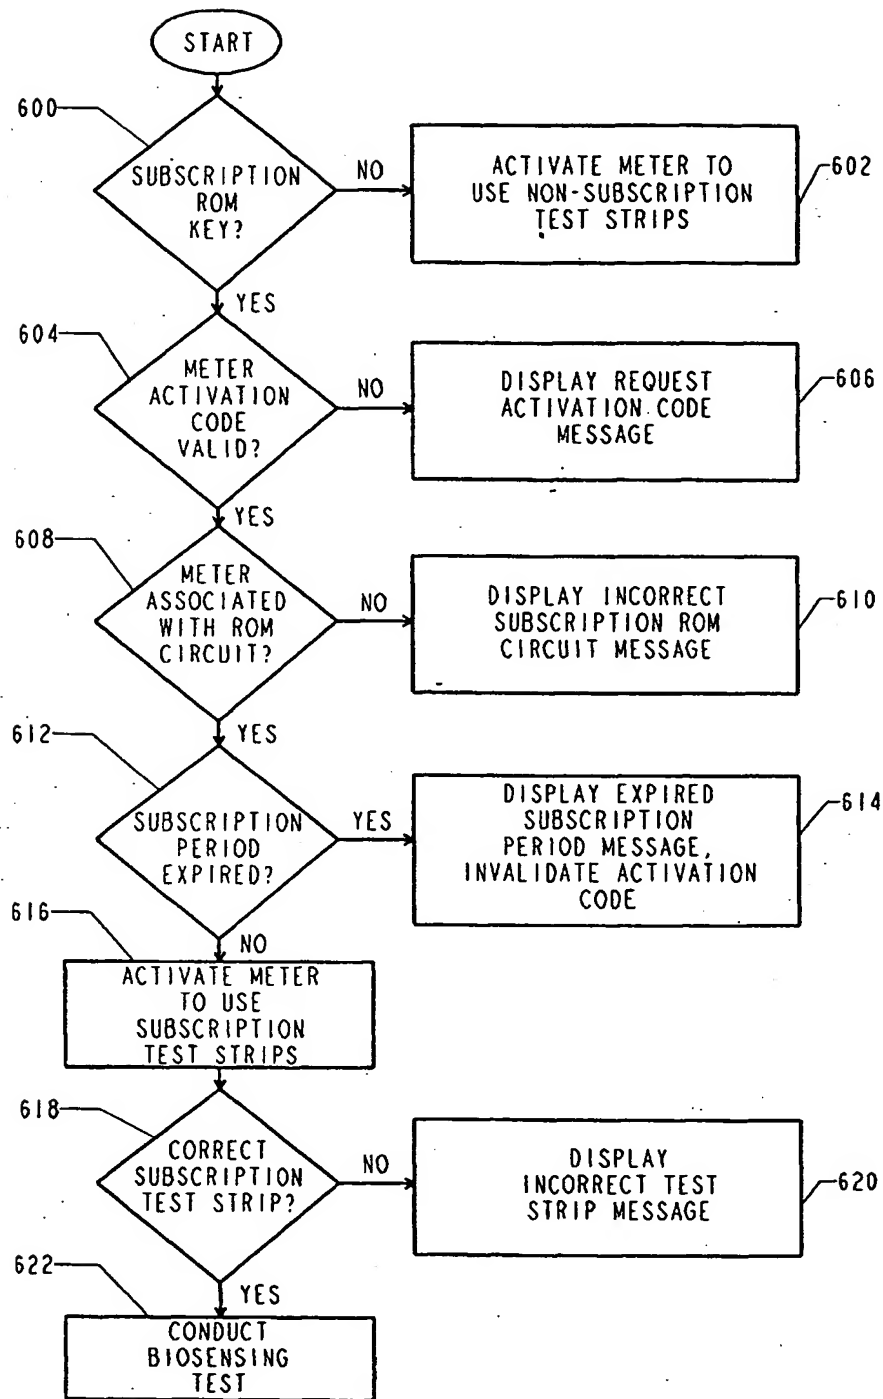 START
600
SUBSCRIPTION
ROM
KEY?
NO
ACTIVATE METER TO
USE NON-SUBSCRIPTION
TEST STRIPS
602
YES
604
METER
ACTIVATION
CODE
VALID?
NO
DISPLAY REQUEST
ACTIVATION CODE
MESSAGE
606
YES
608
METER
ASSOCIATED
WITH ROM
CIRCUIT?
NO
DISPLAY INCORRECT
SUBSCRIPTION ROM
CIRCUIT MESSAGE
610
YES
612
SUBSCRIPTION
PERIOD
EXPIRED?
YES
DISPLAY EXPIRED
SUBSCRIPTION
PERIOD MESSAGE,
INVALIDATE ACTIVATION
CODE
614
NO
616
ACTIVATE METER
TO USE
SUBSCRIPTION
TEST STRIPS
618
CORRECT
SUBSCRIPTION
TEST STRIP?
NO
DISPLAY
INCORRECT TEST
STRIP MESSAGE
620
YES
622
CONDUCT
BIOSENSING
TEST